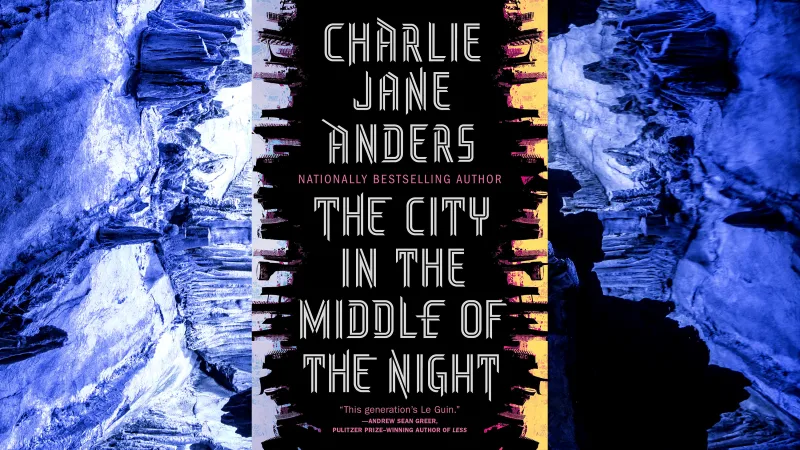 CHARLIE
JANE
ANDERS
NATIONALLY BESTSELLING AUTHOR
THE CITY
IN THE
MIDDLE OF
THE NIGHT
"This generation's Le Guin."
—ANDREW SEAN GREER,
PULITZER PRIZE–WINNING AUTHOR OF LESS